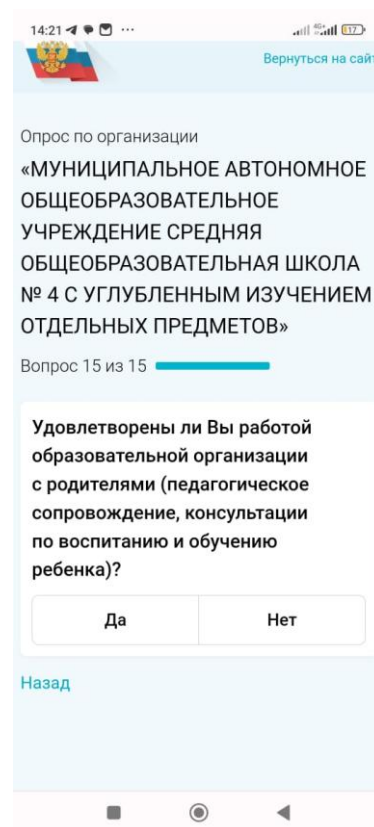 14:21
4G+
17
Вернуться на сайт
Опрос по организации
«МУНИЦИПАЛЬНОЕ АВТОНОМНОЕ
ОБЩЕОБРАЗОВАТЕЛЬНОЕ
УЧРЕЖДЕНИЕ СРЕДНЯЯ
ОБЩЕОБРАЗОВАТЕЛЬНАЯ ШКОЛА
№ 4 С УГЛУБЛЕННЫМ ИЗУЧЕНИЕМ
ОТДЕЛЬНЫХ ПРЕДМЕТОВ»
Вопрос 15 из 15
Удовлетворены ли Вы работой
образовательной организации
с родителями (педагогическое
сопровождение, консультации
по воспитанию и обучению
ребенка)?
Да Нет
Назад